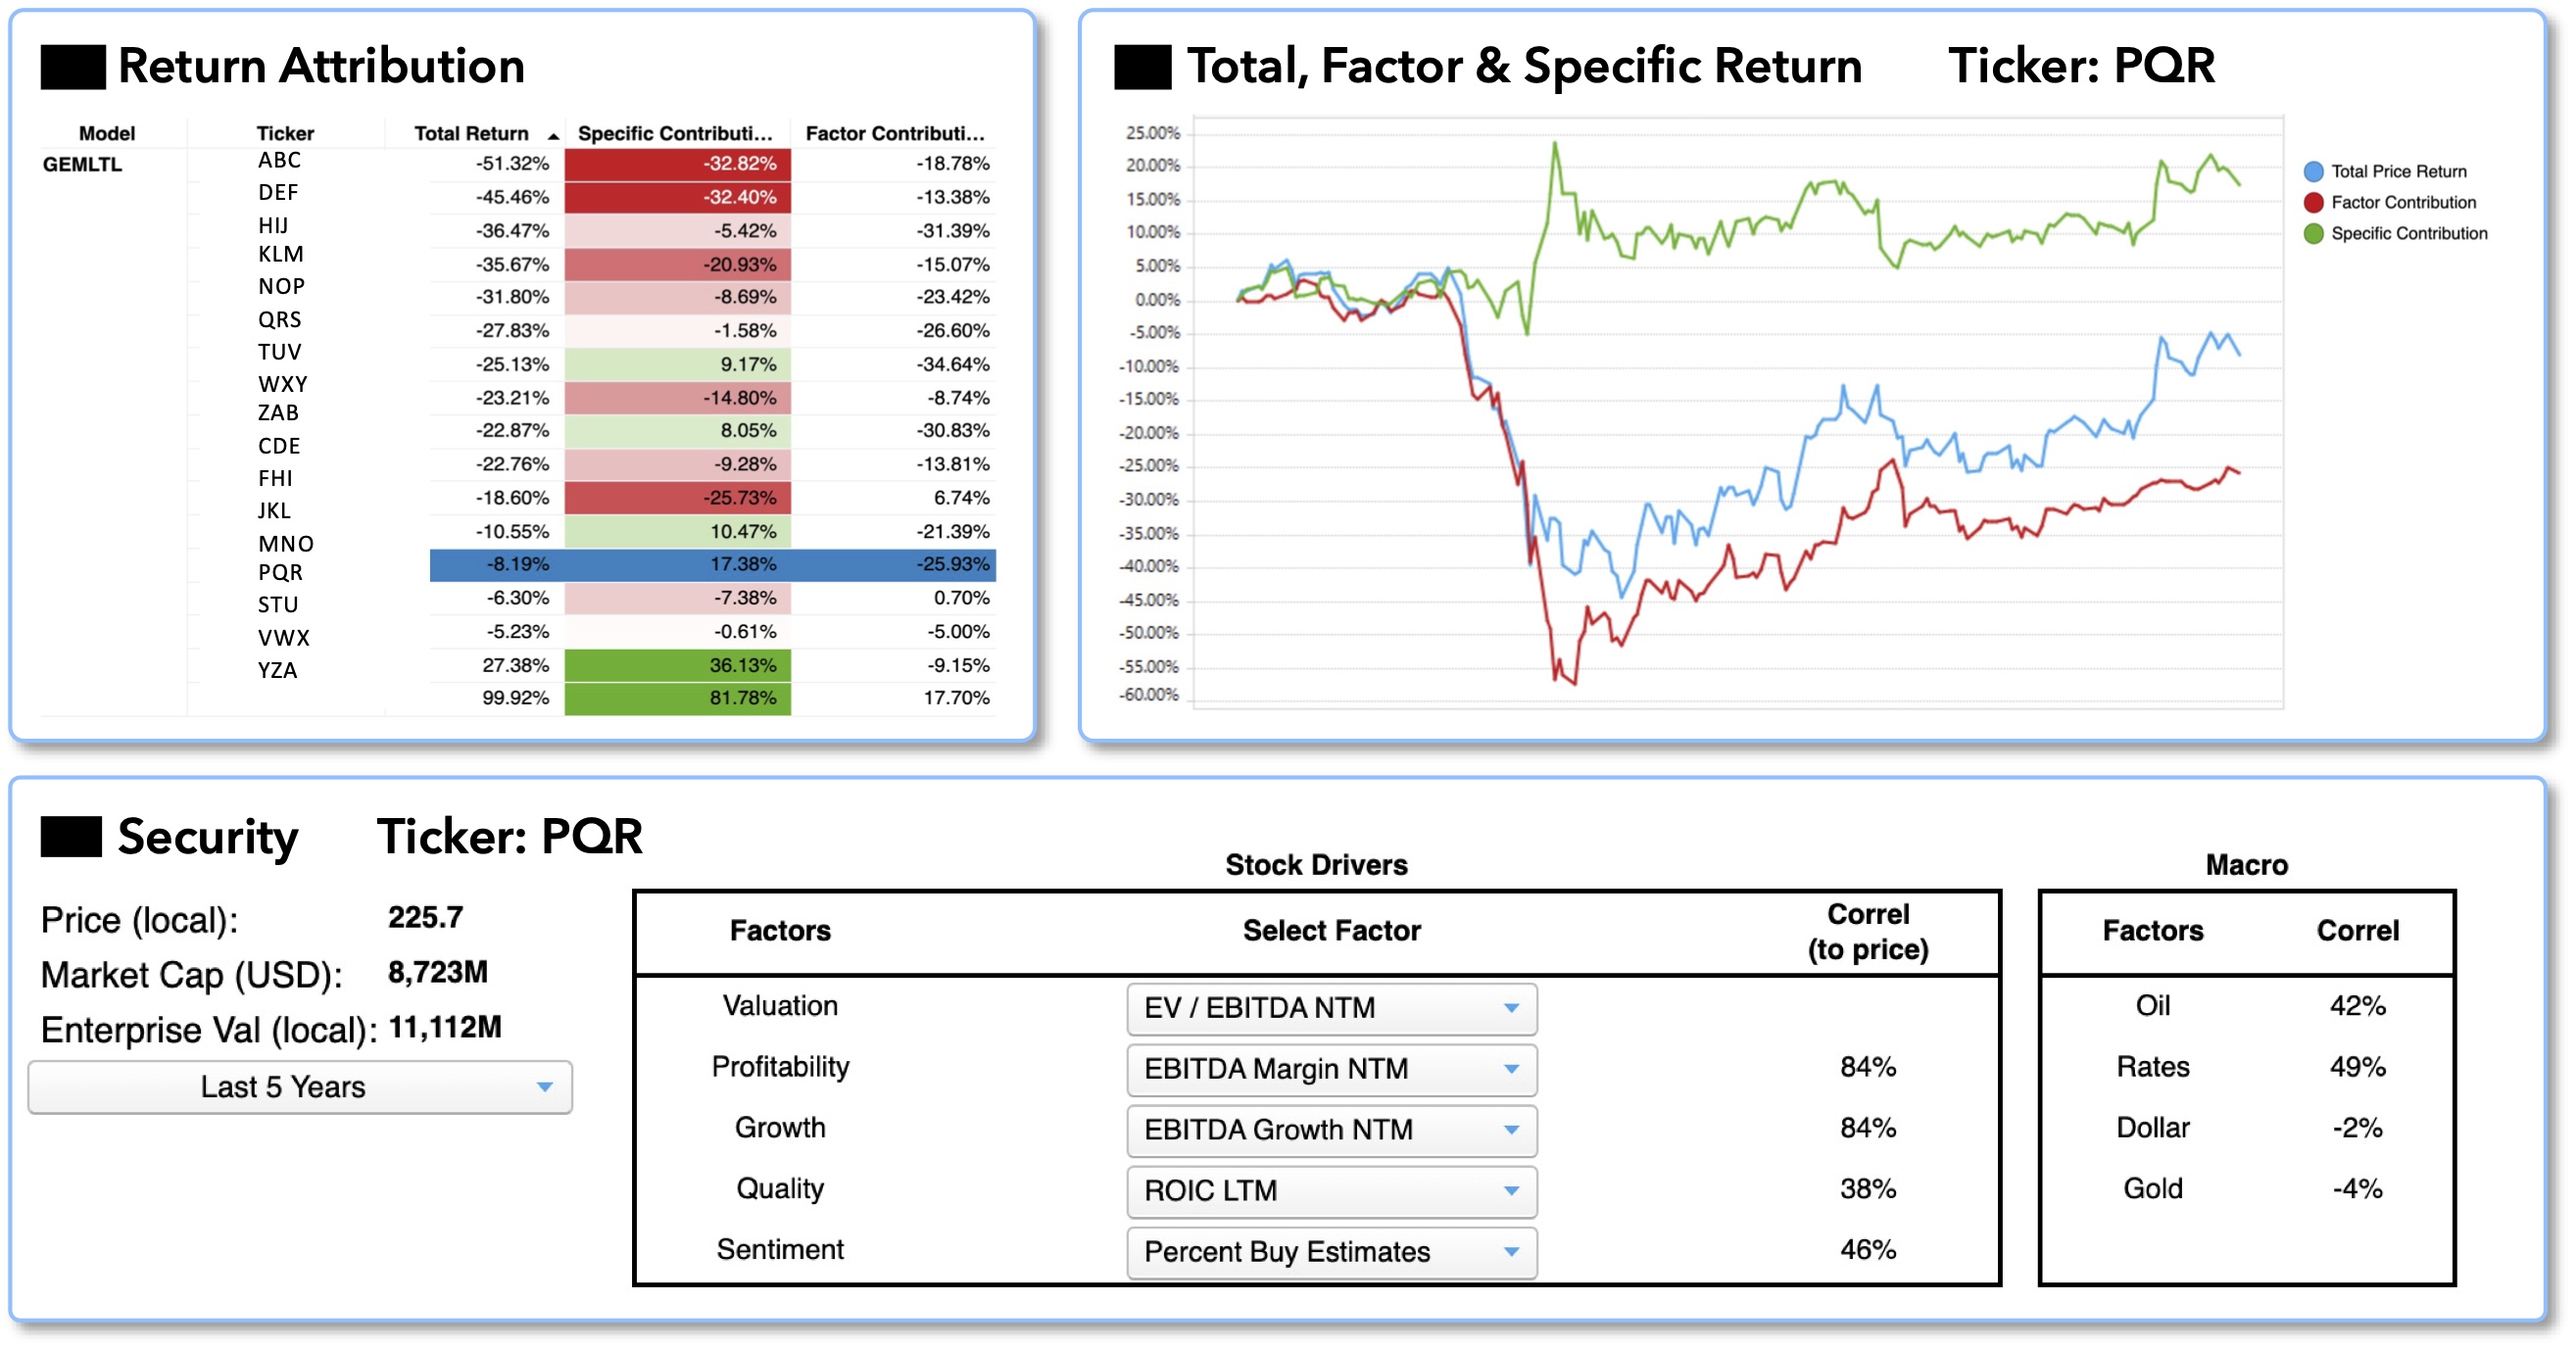 Return Attribution
Model Ticker Total Return Specific Contributi... Factor Contributi...
GEMLTL ABC -51.32% -32.82% -18.78%
DEF -45.46% -32.40% -13.38%
HIJ -36.47% -5.42% -31.39%
KLM -35.67% -20.93% -15.07%
NOP -31.80% -8.69% -23.42%
QRS -27.83% -1.58% -26.60%
TUV -25.13% 9.17% -34.64%
WXY -23.21% -14.80% -8.74%
ZAB -22.87% 8.05% -30.83%
CDE -22.76% -9.28% -13.81%
FHI -18.60% -25.73% 6.74%
JKL -10.55% 10.47% -21.39%
MNO
PQR -8.19% 17.38% -25.93%
STU -6.30% -7.38% 0.70%
VWX -5.23% -0.61% -5.00%
YZA 27.38% 36.13% -9.15%
99.92% 81.78% 17.70%
Total, Factor & Specific Return Ticker: PQR
25.00%
20.00%
15.00%
10.00%
5.00%
0.00%
-5.00%
-10.00%
-15.00%
-20.00%
-25.00%
-30.00%
-35.00%
-40.00%
-45.00%
-50.00%
-55.00%
-60.00%
Total Price Return
Factor Contribution
Specific Contribution
Security Ticker: PQR
Price (local): 225.7
Market Cap (USD): 8,723M
Enterprise Val (local): 11,112M
Last 5 Years
Stock Drivers
Factors Select Factor Correl
(to price)
Valuation EV / EBITDA NTM
Profitability EBITDA Margin NTM 84%
Growth EBITDA Growth NTM 84%
Quality ROIC LTM 38%
Sentiment Percent Buy Estimates 46%
Macro
Factors Correl
Oil 42%
Rates 49%
Dollar -2%
Gold -4%